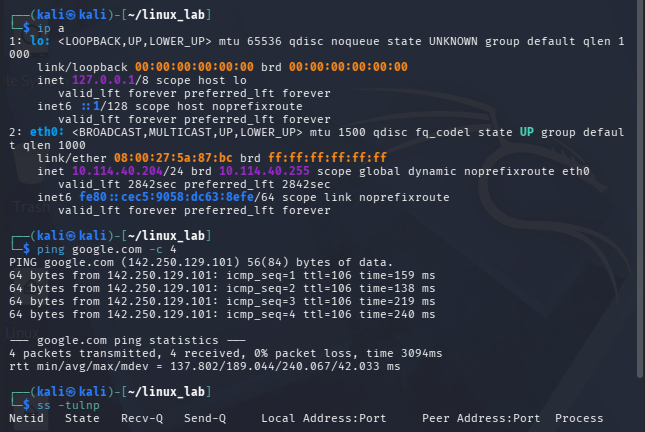 ┌──(kali㉿kali)-[~/linux_lab]
└─$ ip a
1: lo: <LOOPBACK,UP,LOWER_UP> mtu 65536 qdisc noqueue state UNKNOWN group default qlen 1
000
    link/loopback 00:00:00:00:00:00 brd 00:00:00:00:00:00
    inet 127.0.0.1/8 scope host lo
       valid_lft forever preferred_lft forever
    inet6 ::1/128 scope host noprefixroute
       valid_lft forever preferred_lft forever
2: eth0: <BROADCAST,MULTICAST,UP,LOWER_UP> mtu 1500 qdisc fq_codel state UP group defaul
t qlen 1000
    link/ether 08:00:27:5a:87:bc brd ff:ff:ff:ff:ff:ff
    inet 10.114.40.204/24 brd 10.114.40.255 scope global dynamic noprefixroute eth0
       valid_lft 2842sec preferred_lft 2842sec
    inet6 fe80::cec5:9058:dc63:8efe/64 scope link noprefixroute
       valid_lft forever preferred_lft forever
┌──(kali㉿kali)-[~/linux_lab]
└─$ ping google.com -c 4
PING google.com (142.250.129.101) 56(84) bytes of data.
64 bytes from 142.250.129.101: icmp_seq=1 ttl=106 time=159 ms
64 bytes from 142.250.129.101: icmp_seq=2 ttl=106 time=138 ms
64 bytes from 142.250.129.101: icmp_seq=3 ttl=106 time=219 ms
64 bytes from 142.250.129.101: icmp_seq=4 ttl=106 time=240 ms
--- google.com ping statistics ---
4 packets transmitted, 4 received, 0% packet loss, time 3094ms
rtt min/avg/max/mdev = 137.802/189.044/240.067/42.033 ms
┌──(kali㉿kali)-[~/linux_lab]
└─$ ss -tulnp
Netid   State   Recv-Q   Send-Q     Local Address:Port     Peer Address:Port  Process